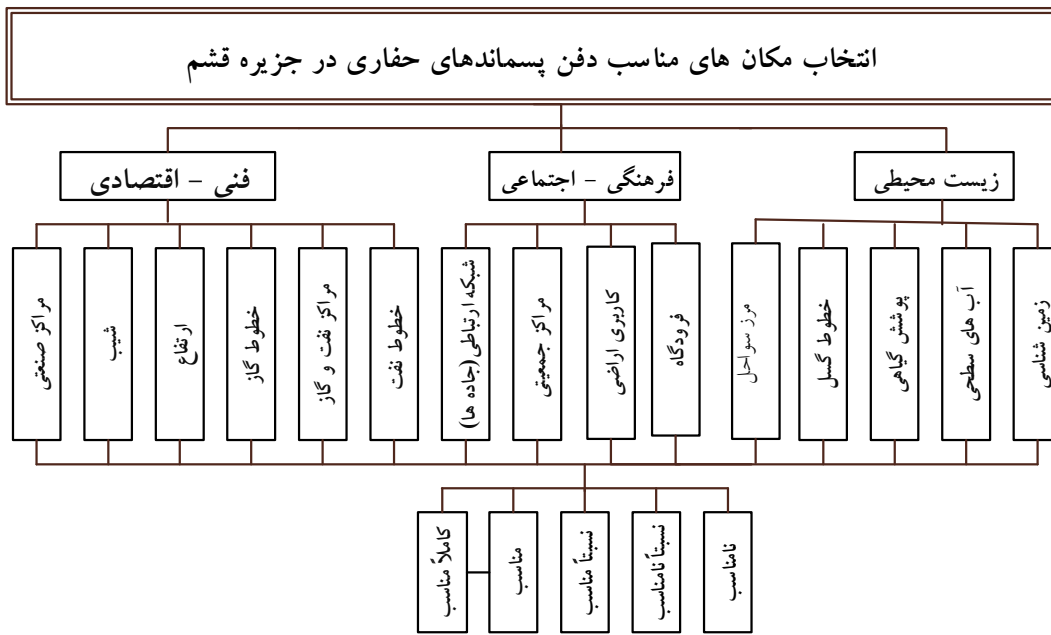 انتخاب مکان های مناسب دفن پسماندهای حفاری در جزیره قشم
زیست محیطی
فرهنگی - اجتماعی
فنی - اقتصادی
زمین شناسی
آب های سطحی
پوشش گیاهی
خطوط گسل
مرز سواحل
فرودگاه
کاربری اراضی
مراکز جمعیتی
شبکه ارتباطی (جاده ها)
خطوط نفت
مراکز نفت و گاز
خطوط گاز
ارتفاع
شیب
مراکز صنعتی
نامناسب
نسبتاً نامناسب
نسبتاً مناسب
مناسب
کاملاً مناسب